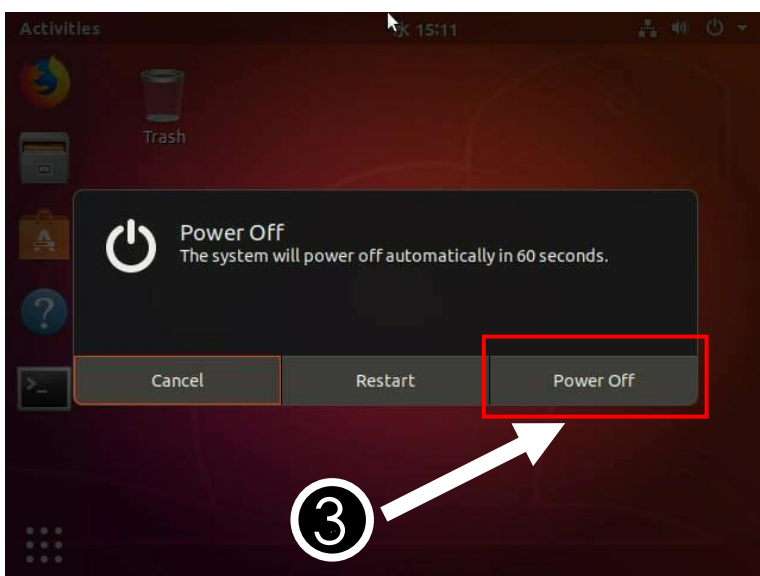 Activities
水 15:11
Trash
Power Off
The system will power off automatically in 60 seconds.
Cancel
Restart
Power Off
3